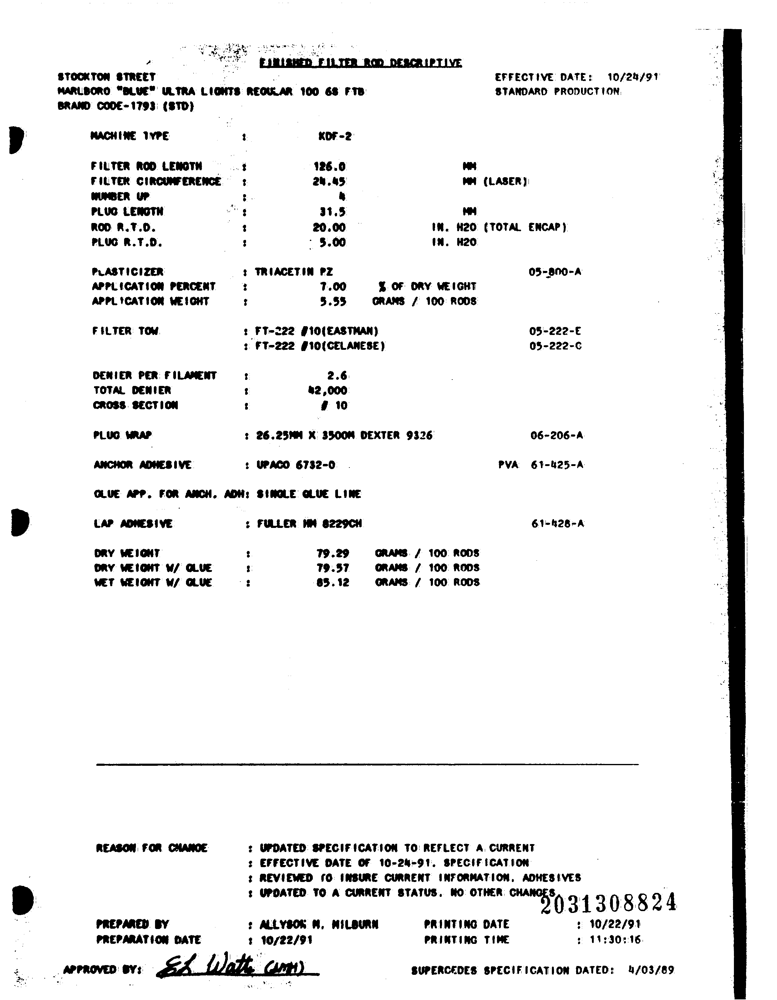 FINISHED FILTER ROD DESCRIPTIVE
STOCKTON STREET EFFECTIVE DATE: 10/24/91
MARLBORO "BLUE" ULTRA LIGHTS REGULAR 100 68 FTB STANDARD PRODUCTION
BRAND CODE-1793 (STD)
MACHINE TYPE : KDF-2
FILTER ROD LENGTH : 126.0 MM
FILTER CIRCUMFERENCE : 24.45 MM (LASER)
NUMBER UP : 4
PLUG LENGTH : 31.5 MM
ROD R.T.D. : 20.00 IN. H2O (TOTAL ENCAP)
PLUG R.T.D. : 5.00 IN. H2O
PLASTICIZER : TRIACETIN PZ 05-800-A
APPLICATION PERCENT : 7.00 % OF DRY WEIGHT
APPLICATION WEIGHT : 5.55 GRAMS / 100 RODS
FILTER TOW : FT-222 #10(EASTMAN) 05-222-E
: FT-222 #10(CELANESE) 05-222-C
DENIER PER FILAMENT : 2.6
TOTAL DENIER : 42,000
CROSS SECTION : # 10
PLUG WRAP : 26.25MM X 3500M DEXTER 9326 06-206-A
ANCHOR ADHESIVE : UPACO 6732-0 PVA 61-425-A
GLUE APP. FOR ANCH. ADH: SINGLE GLUE LINE
LAP ADHESIVE : FULLER HM 8229CH 61-428-A
DRY WEIGHT : 79.29 GRAMS / 100 RODS
DRY WEIGHT W/ GLUE : 79.57 GRAMS / 100 RODS
WET WEIGHT W/ GLUE : 85.12 GRAMS / 100 RODS
REASON FOR CHANGE : UPDATED SPECIFICATION TO REFLECT A CURRENT
: EFFECTIVE DATE OF 10-24-91. SPECIFICATION
: REVIEWED TO INSURE CURRENT INFORMATION, ADHESIVES
: UPDATED TO A CURRENT STATUS. NO OTHER CHANGES
2031308824
PREPARED BY : ALLYSON N. MILBURN PRINTING DATE : 10/22/91
PREPARATION DATE : 10/22/91 PRINTING TIME : 11:30:16
APPROVED BY: Watts SUPERCEDES SPECIFICATION DATED: 4/03/89